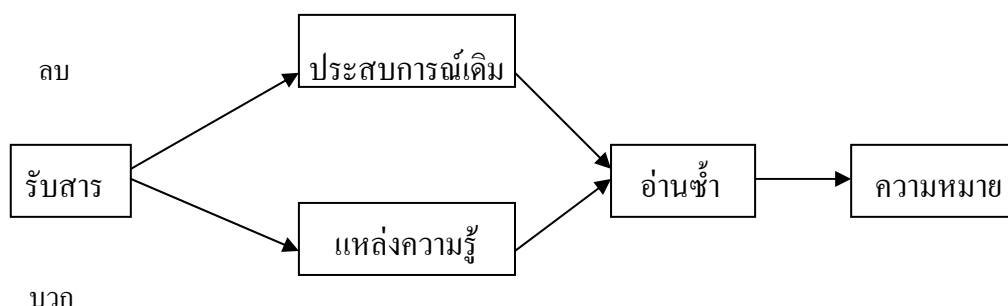 ลบ
ประสบการณ์เดิม
รับสาร
อ่านซ้ำ
ความหมาย
แหล่งความรู้
บวก